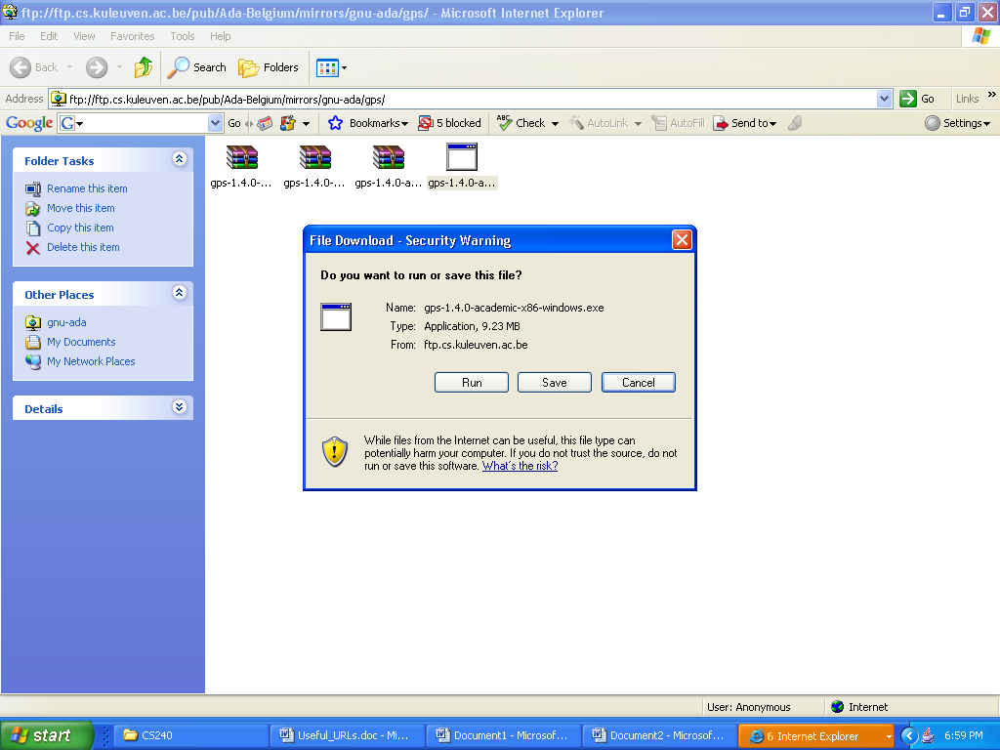 ftp://ftp.cs.kuleuven.ac.be/pub/Ada-Belgium/mirrors/gnu-ada/gps/ - Microsoft Internet Explorer
File Edit View Favorites Tools Help
Back Search Folders
Address ftp://ftp.cs.kuleuven.ac.be/pub/Ada-Belgium/mirrors/gnu-ada/gps/ Go Links »
Google G Go Bookmarks 5 blocked ABC Check AutoLink AutoFill Send to Settings
Folder Tasks
Rename this item
Move this item
Copy this item
Delete this item
Other Places
gnu-ada
My Documents
My Network Places
Details
gps-1.4.0-... gps-1.4.0-... gps-1.4.0-a... gps-1.4.0-a...
File Download - Security Warning
Do you want to run or save this file?
Name: gps-1.4.0-academic-x86-windows.exe
Type: Application, 9.23 MB
From: ftp.cs.kuleuven.ac.be
Run Save Cancel
While files from the Internet can be useful, this file type can
potentially harm your computer. If you do not trust the source, do not
run or save this software. What's the risk?
User: Anonymous Internet
start CS240 Useful_URLs.doc - Mi... Document1 - Microsof... Document2 - Microsof... 6 Internet Explorer 6:59 PM